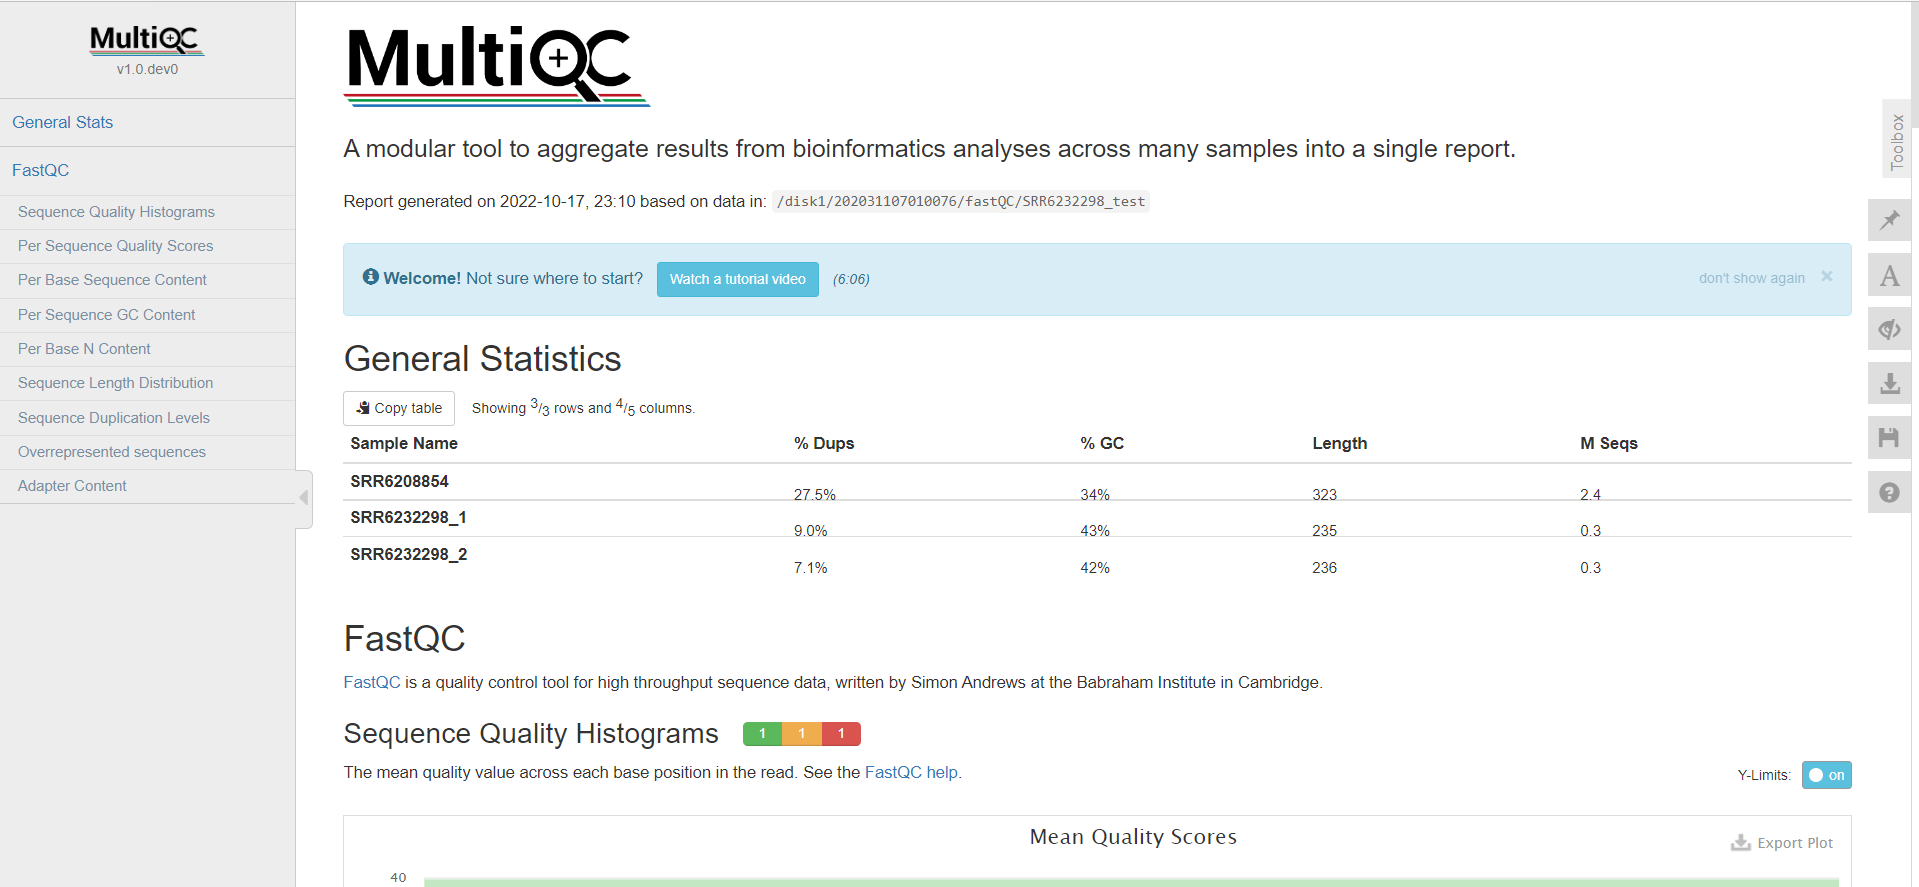 MultiQC
v1.0.dev0
General Stats
FastQC
Sequence Quality Histograms
Per Sequence Quality Scores
Per Base Sequence Content
Per Sequence GC Content
Per Base N Content
Sequence Length Distribution
Sequence Duplication Levels
Overrepresented sequences
Adapter Content
MultiQC
A modular tool to aggregate results from bioinformatics analyses across many samples into a single report.
Report generated on 2022-10-17, 23:10 based on data in: /disk1/202031107010076/fastQC/SRR6232298_test
Welcome! Not sure where to start? Watch a tutorial video (6:06) don't show again ×
General Statistics
Copy table Showing 3/3 rows and 4/5 columns.
Sample Name % Dups % GC Length M Seqs
SRR6208854 27.5% 34% 323 2.4
SRR6232298_1 9.0% 43% 235 0.3
SRR6232298_2 7.1% 42% 236 0.3
FastQC
FastQC is a quality control tool for high throughput sequence data, written by Simon Andrews at the Babraham Institute in Cambridge.
Sequence Quality Histograms 1 1 1
The mean quality value across each base position in the read. See the FastQC help.
Y-Limits: on
Mean Quality Scores
Export Plot
40
Toolbox
A
?